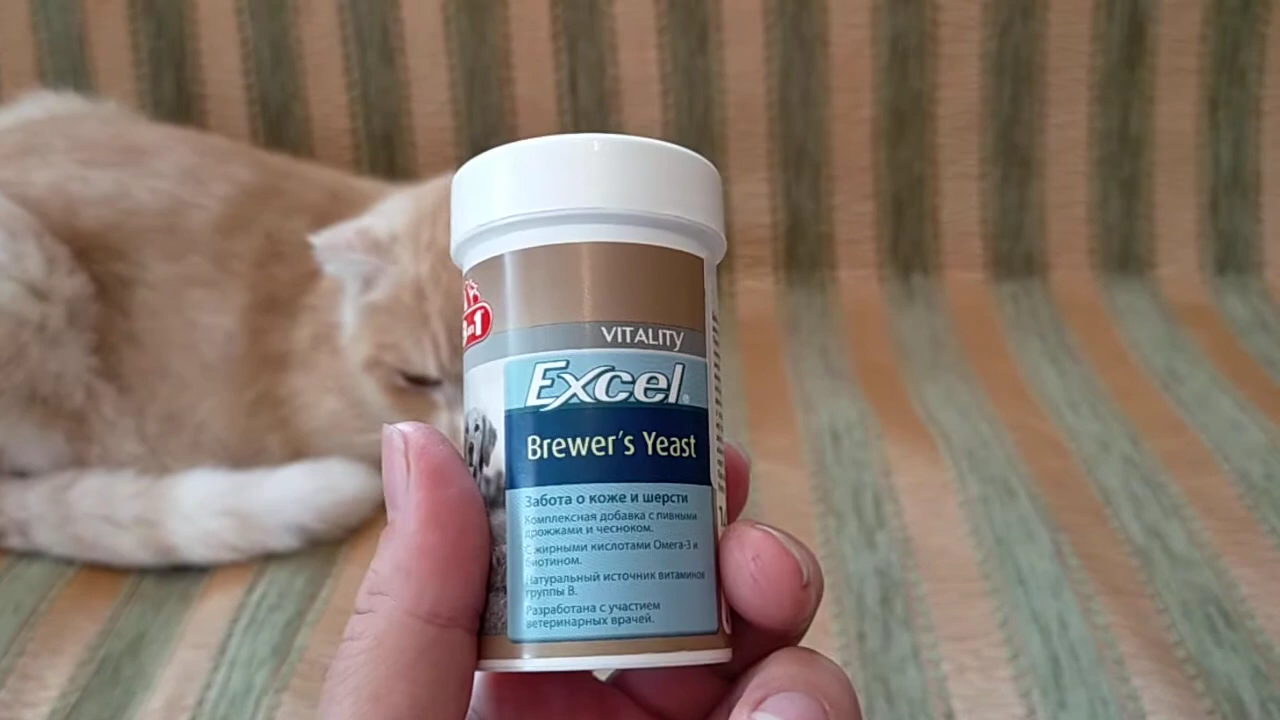 8in1
VITALITY
Excel®
Brewer's Yeast
Забота о коже и шерсти
Комплексная добавка с пивными
дрожжами и чесноком.
С жирными кислотами Омега-3 и
биотином.
Натуральный источник витаминов
группы В.
Разработана с участием
ветеринарных врачей.